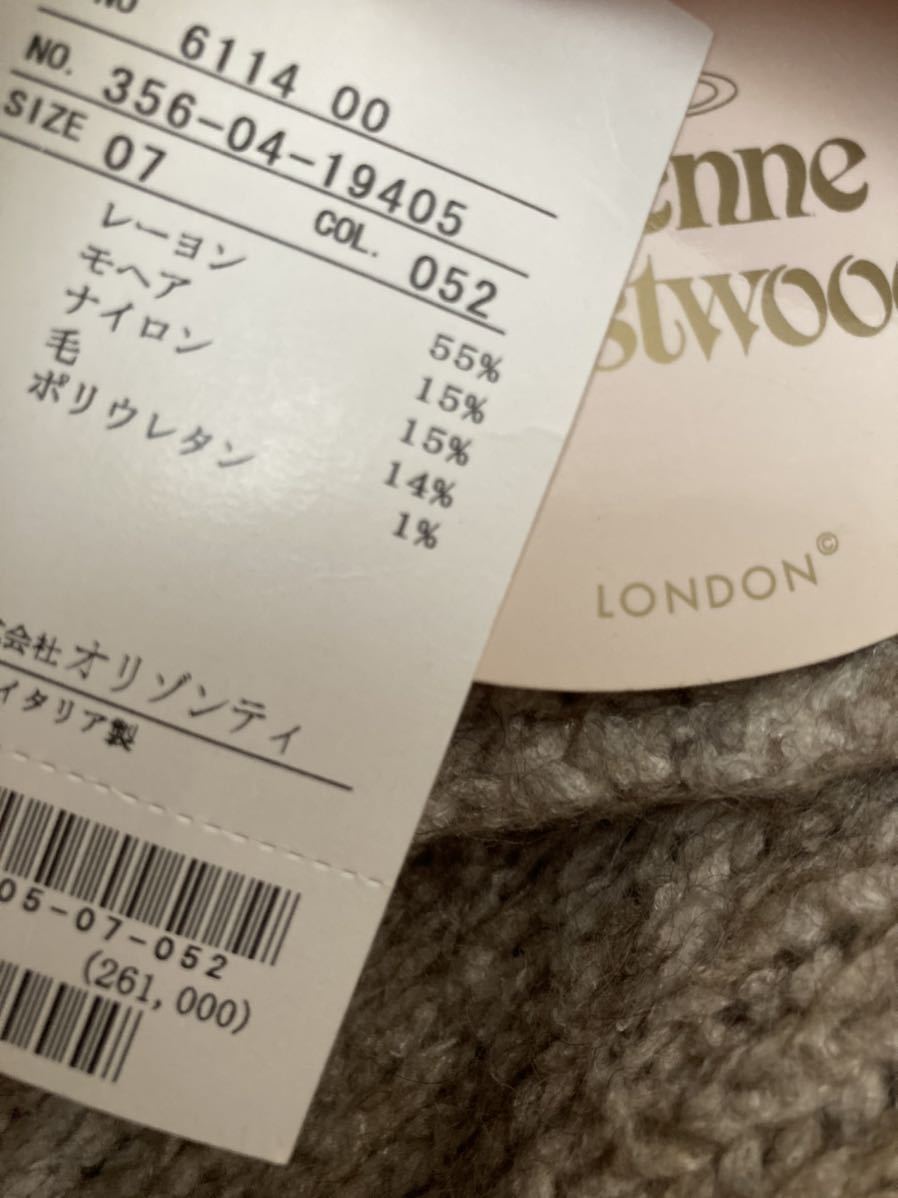 NO 6114 00
NO. 356-04-19405
SIZE 07 COL. 052
レーヨン 55%
モヘア 15%
ナイロン 15%
毛 14%
ポリウレタン 1%
会社オリゾンティ
イタリア製
05-07-052
(261,000)
enne
stwood
LONDON©